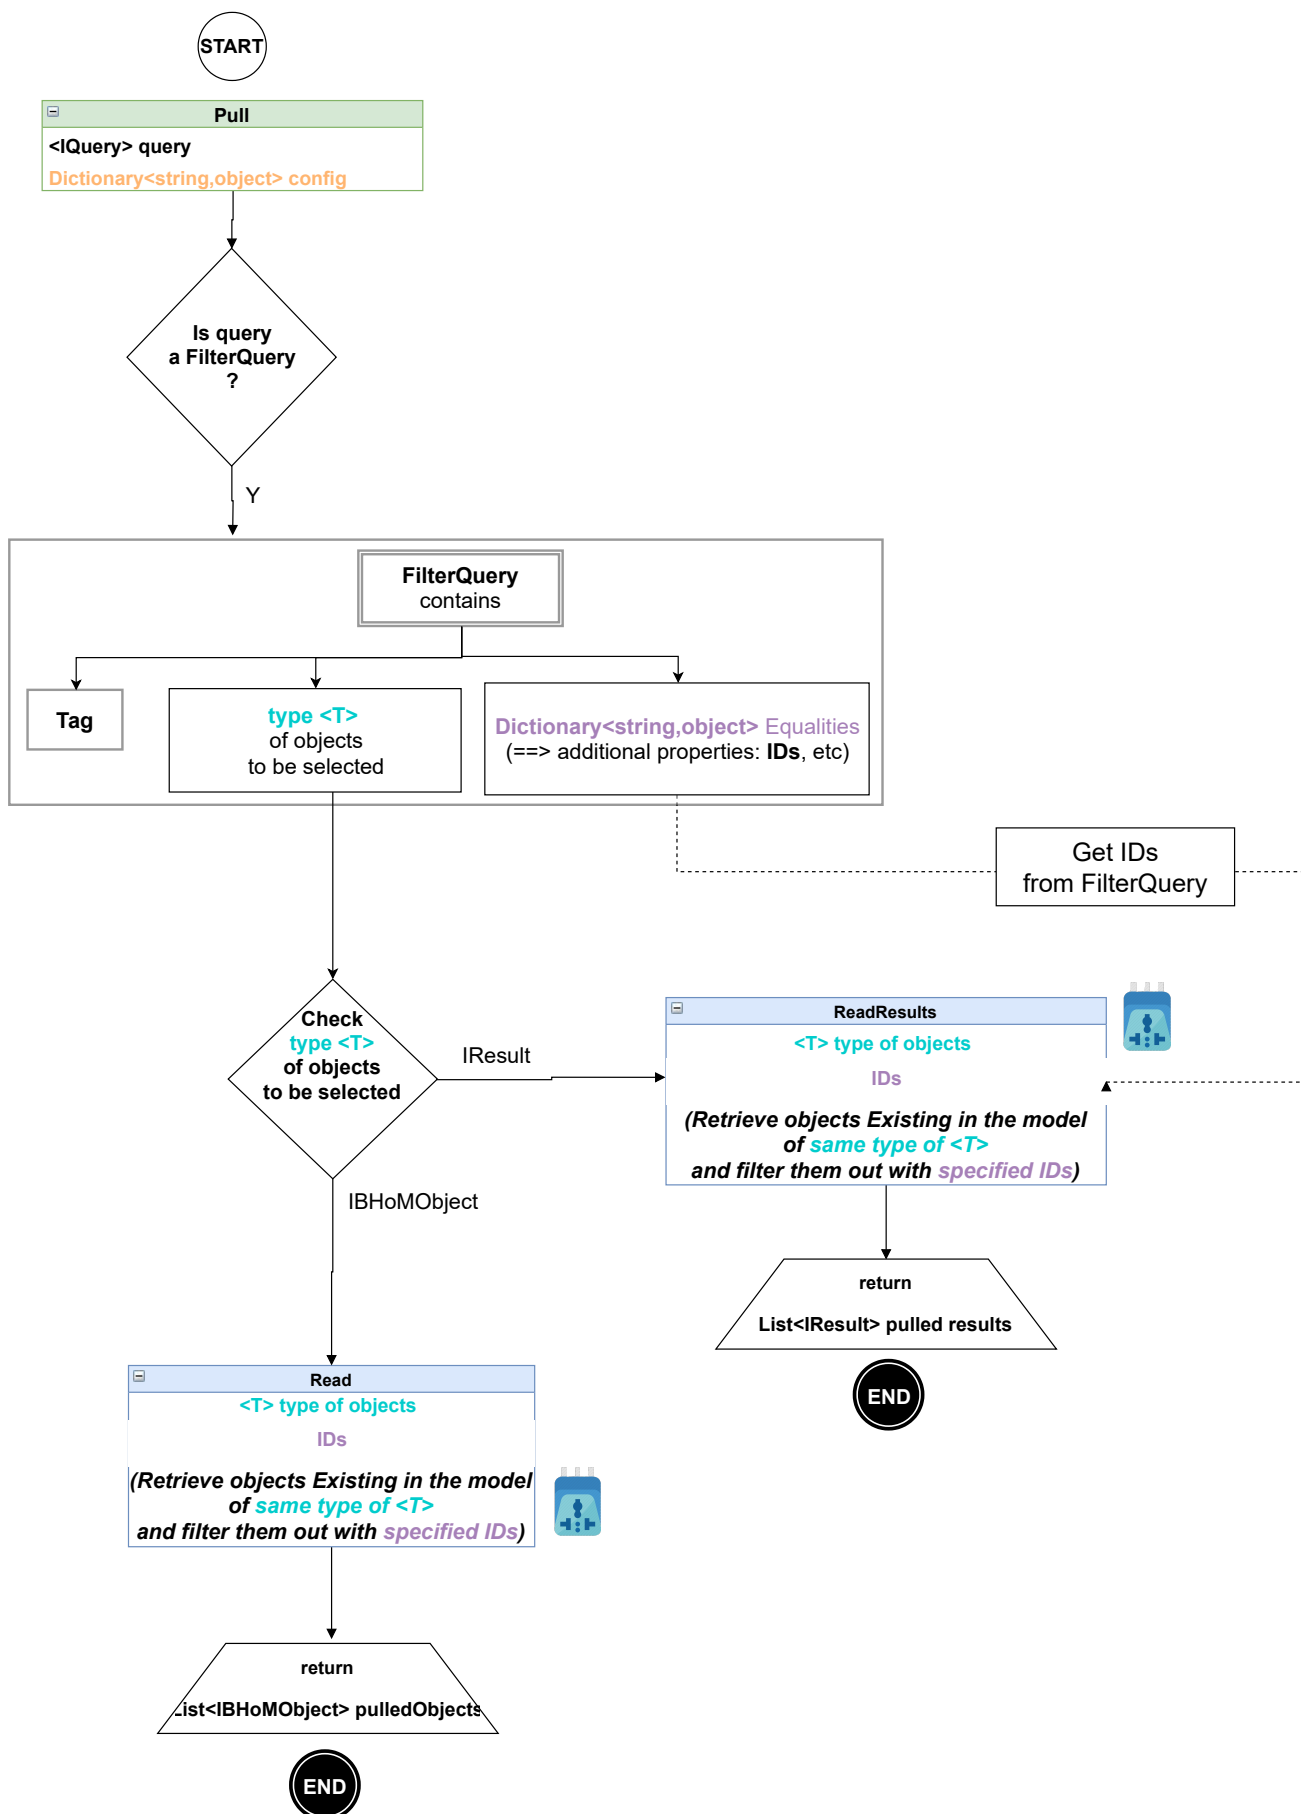 START
Pull
<IQuery> query
Dictionary<string,object> config
Is query
a FilterQuery
?
Y
FilterQuery
contains
Tag
type <T>
of objects
to be selected
Dictionary<string,object> Equalities
(==> additional properties: IDs, etc)
Get IDs
from FilterQuery
Check
type <T>
of objects
to be selected
IResult
IBHoMObject
ReadResults
<T> type of objects
IDs
(Retrieve objects Existing in the model
of same type of <T>
and filter them out with specified IDs)
return
List<IResult> pulled results
END
Read
<T> type of objects
IDs
(Retrieve objects Existing in the model
of same type of <T>
and filter them out with specified IDs)
return
List<IBHoMObject> pulledObjects
END